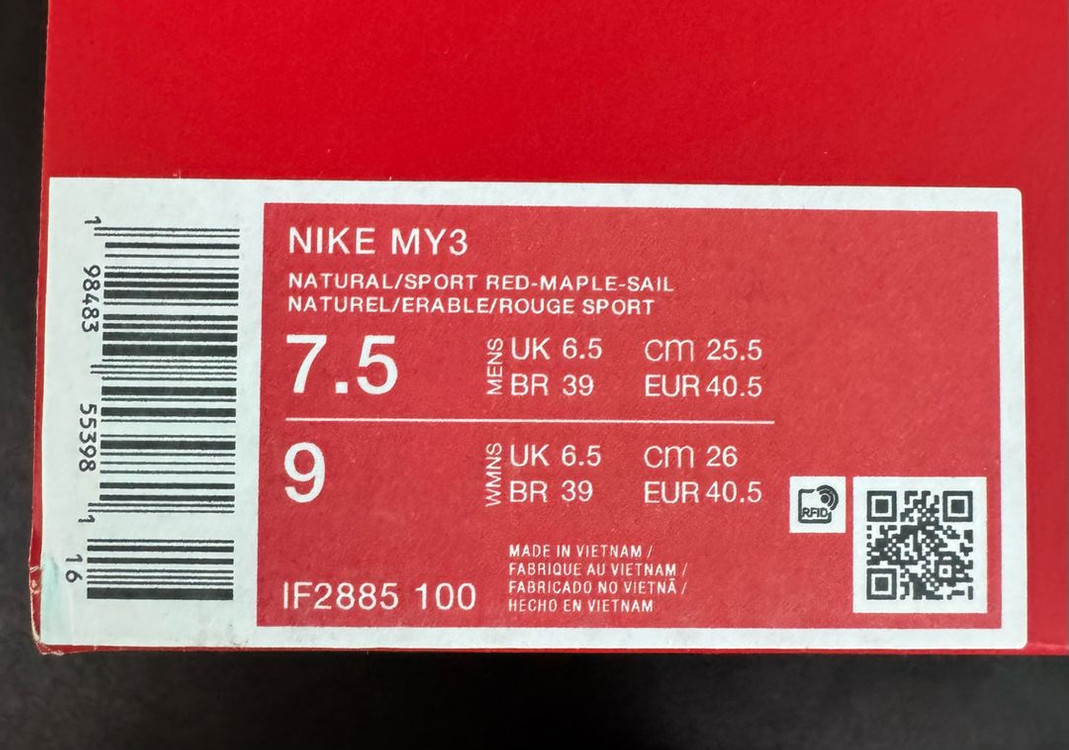 NIKE MY3
NATURAL/SPORT RED-MAPLE-SAIL
NATUREL/ERABLE/ROUGE SPORT
7.5 MENS UK 6.5 cm 25.5
BR 39 EUR 40.5
9 WMNS UK 6.5 cm 26
BR 39 EUR 40.5
RFID
MADE IN VIETNAM /
FABRIQUE AU VIETNAM /
FABRICADO NO VIETNÃ /
HECHO EN VIETNAM
IF2885 100
1 98483 55398 1 16